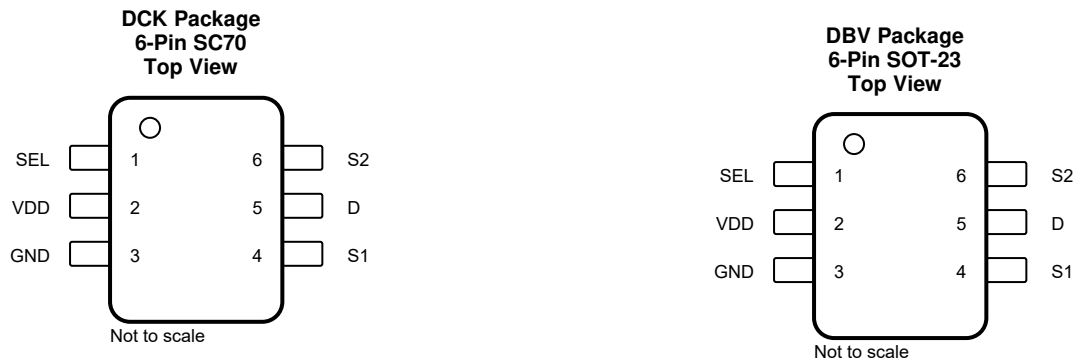 DCK Package
6-Pin SC70
Top View
SEL 1 6 S2
VDD 2 5 D
GND 3 4 S1
Not to scale
DBV Package
6-Pin SOT-23
Top View
SEL 1 6 S2
VDD 2 5 D
GND 3 4 S1
Not to scale